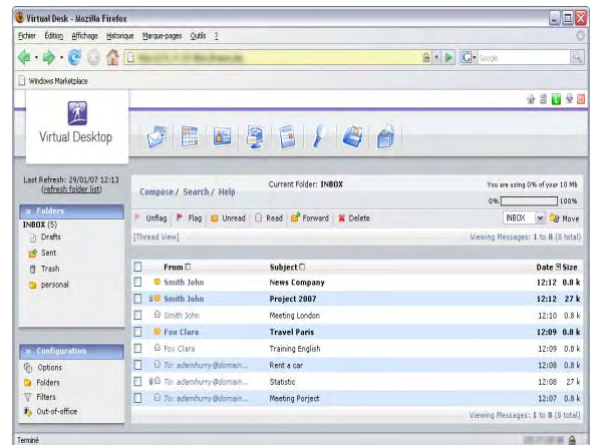 Virtual Desk - Mozilla Firefox
Fichier Édition Affichage Historique Marque-pages Outils ?
Google
Windows Marketplace
Virtual Desktop
Last Refresh: 29/01/07 12:13
(refresh folder list)
Folders
INBOX (5)
Drafts
Sent
Trash
personal
Configuration
Options
Folders
Filters
Out-of-office
Compose / Search / Help
Current Folder: INBOX
You are using 0% of your 10 Mb
0% 100%
Unflag Flag Unread Read Forward Delete
INBOX Move
[Thread View]
Viewing Messages: 1 to 8 (8 total)
From Subject Date Size
Smith John News Company 12:12 0.8 k
Smith John Project 2007 12:12 27 k
Smith John Meeting London 12:10 0.8 k
Fox Clara Travel Paris 12:09 0.8 k
Fox Clara Training English 12:09 0.8 k
To: adamhurry@domain... Rent a car 12:08 0.8 k
To: adamhurry@domain... Statistic 12:08 27 k
To: adamhurry@domain... Meeting Porject 12:07 0.8 k
Viewing Messages: 1 to 8 (8 total)
Terminé